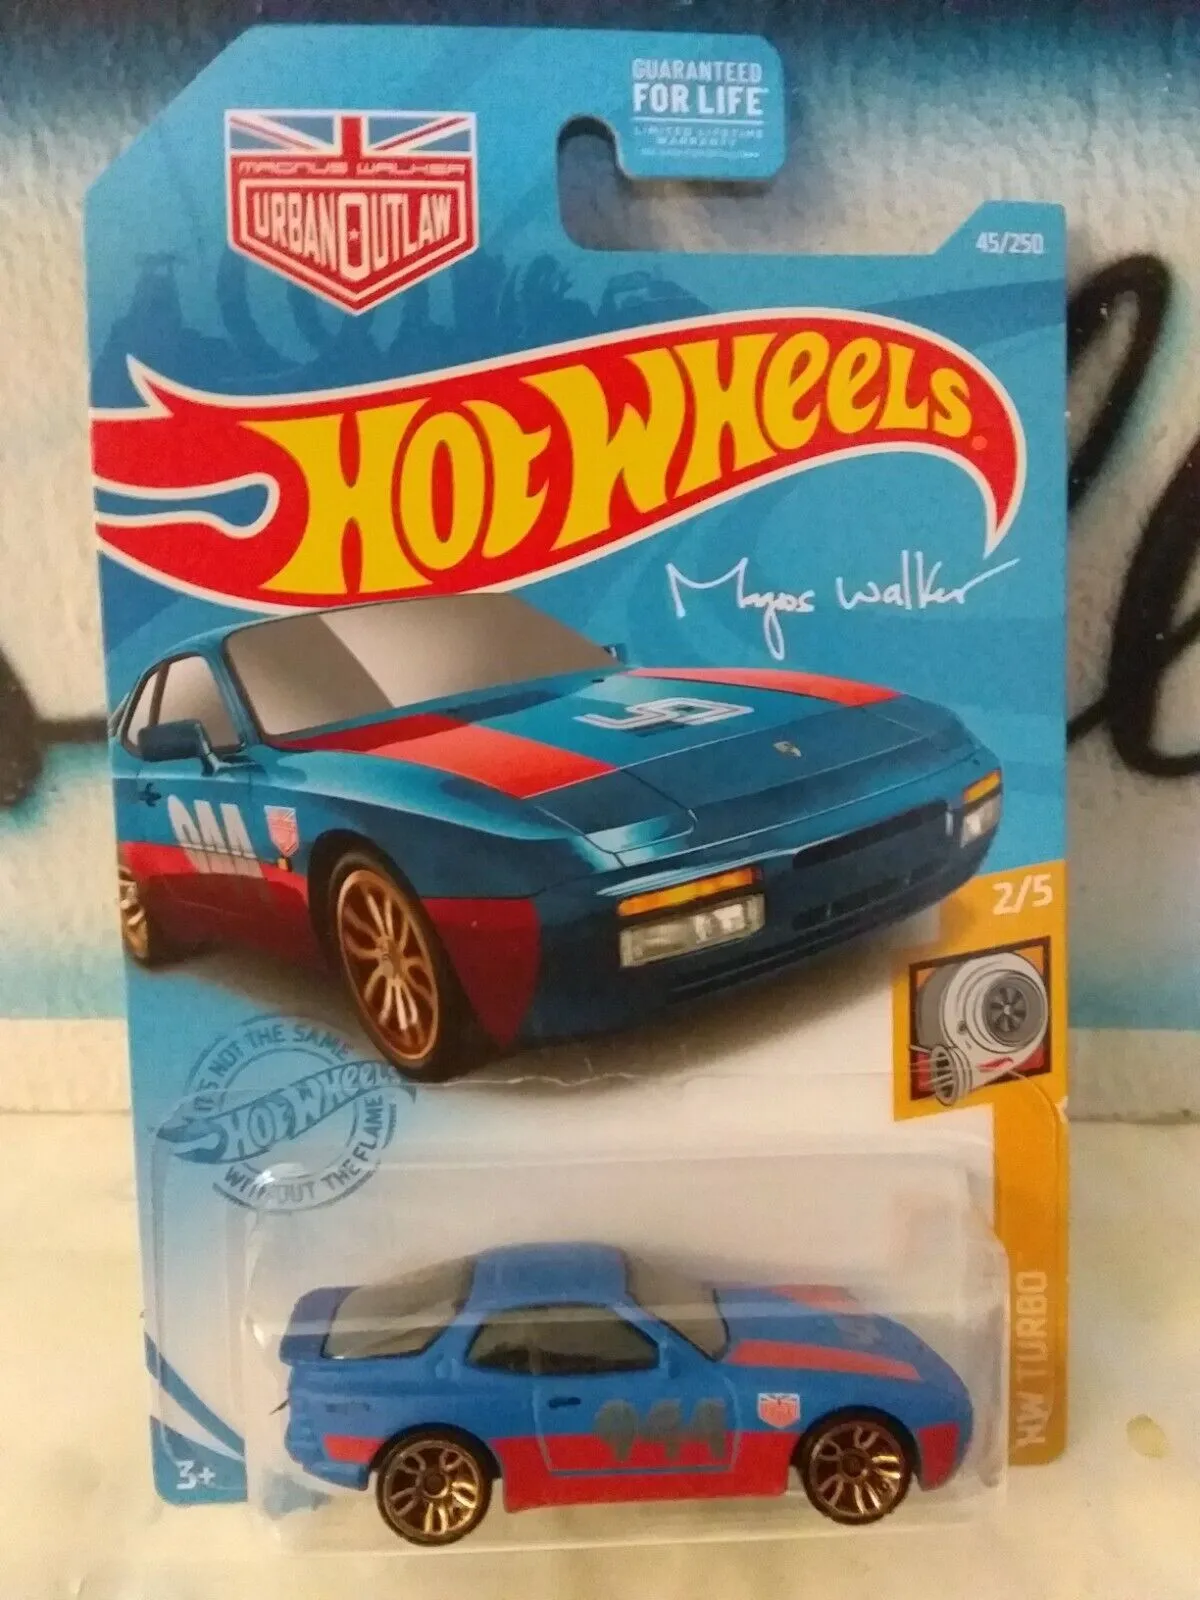 GUARANTEED
FOR LIFE™
LIMITED LIFETIME
WARRANTY
MAGNUS WALKER
URBAN OUTLAW
45/250
HOT WHEELS
Magnus Walker
944
2/5
IT'S NOT THE SAME
HOT WHEELS
WITHOUT THE FLAME
HW TURBO
944
3+